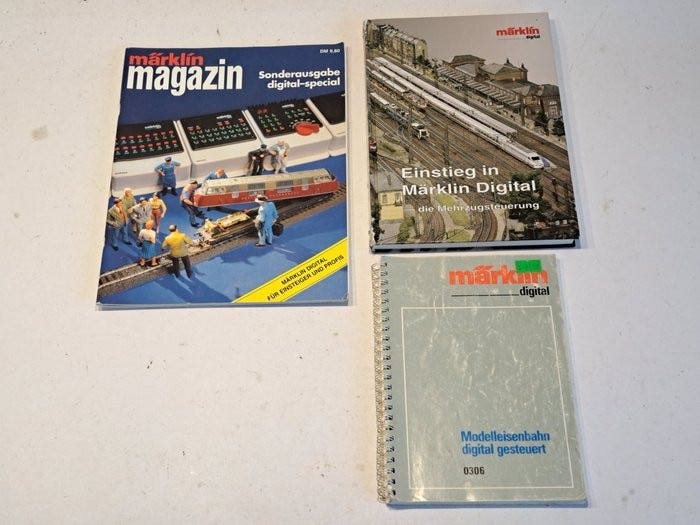 märklin
magazin
DM 9,80
Sonderausgabe
digital-special
MÄRKLIN DIGITAL
FÜR EINSTEIGER UND PROFIS
märklin
digital
Einstieg in
Märklin Digital
– die Mehrzugsteuerung
märklin
digital
Modelleisenbahn
digital gesteuert
0306